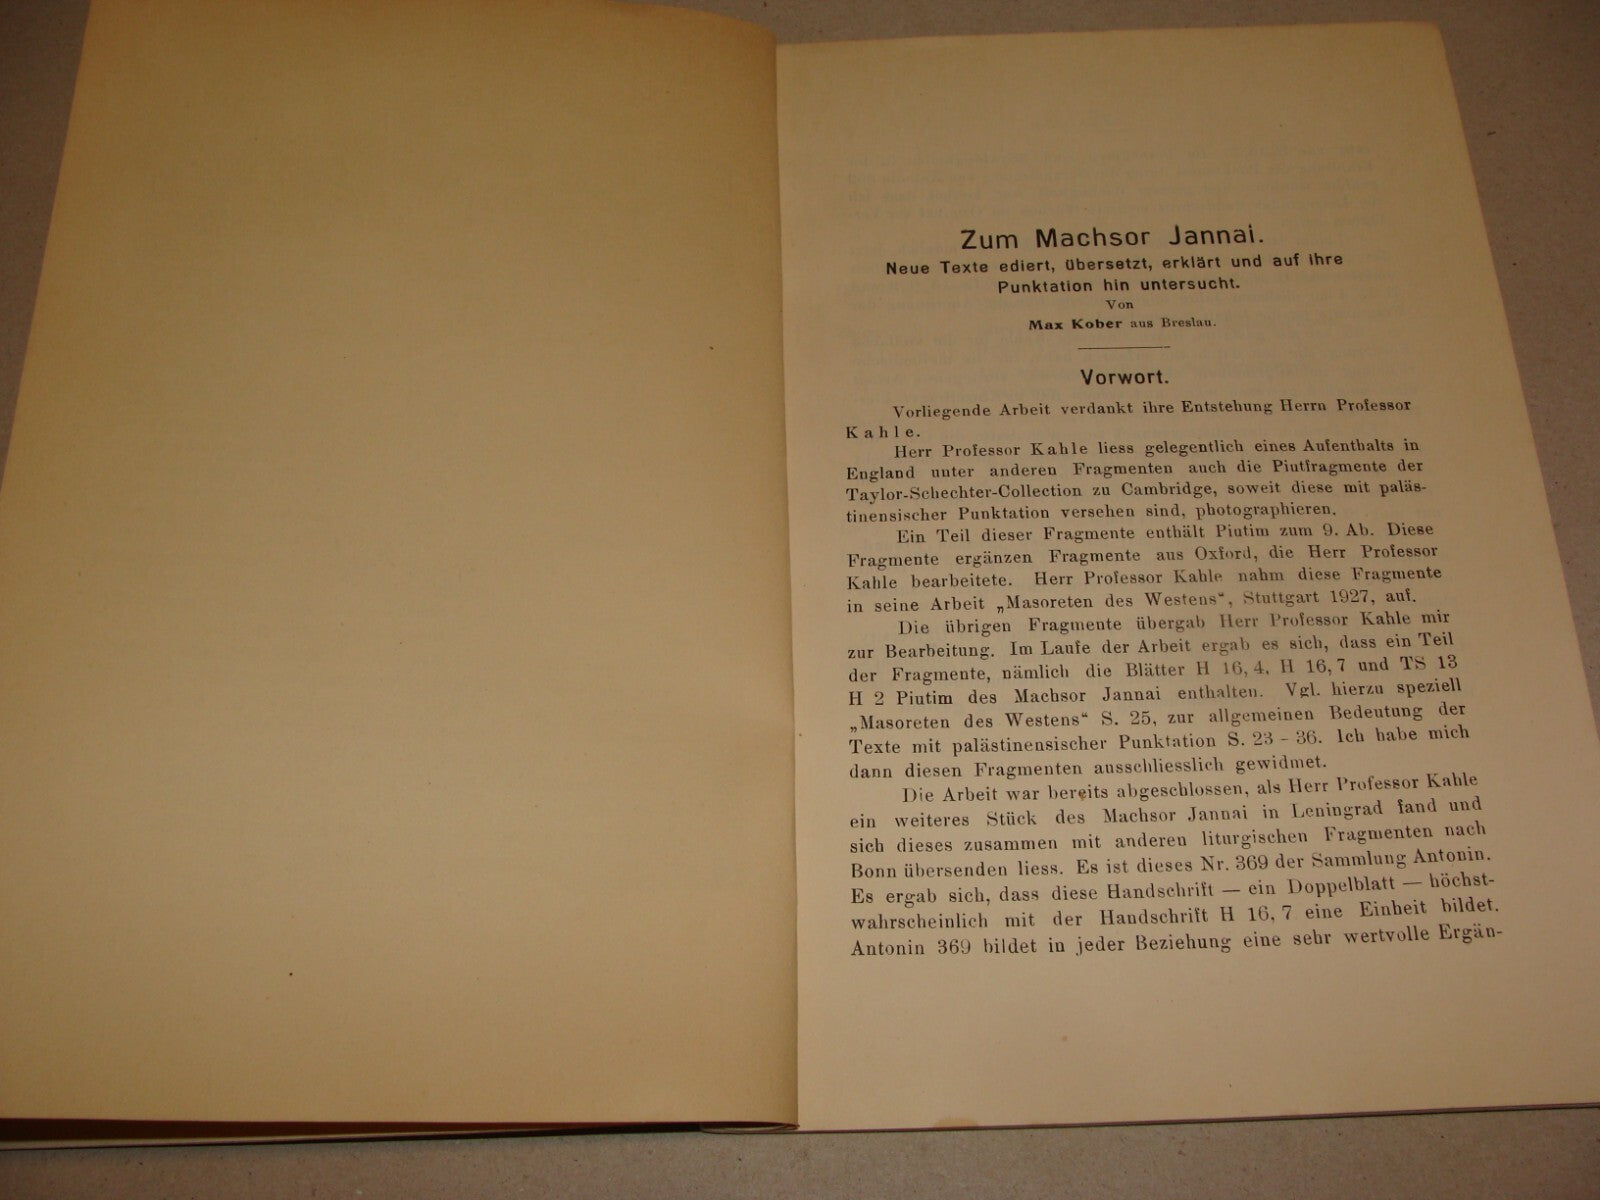 Zum Machsor Jannai.
Neue Texte ediert, übersetzt, erklärt und auf ihre
Punktation hin untersucht.
Von
Max Kober aus Breslau.
Vorwort.
Vorliegende Arbeit verdankt ihre Entstehung Herrn Professor
Kahle.
Herr Professor Kahle liess gelegentlich eines Aufenthalts in
England unter anderen Fragmenten auch die Piutfragmente der
Taylor-Schechter-Collection zu Cambridge, soweit diese mit paläs-
tinensischer Punktation versehen sind, photographieren.
Ein Teil dieser Fragmente enthält Piutim zum 9. Ab. Diese
Fragmente ergänzen Fragmente aus Oxford, die Herr Professor
Kahle bearbeitete. Herr Professor Kahle nahm diese Fragmente
in seine Arbeit „Masoreten des Westens“, Stuttgart 1927, auf.
Die übrigen Fragmente übergab Herr Professor Kahle mir
zur Bearbeitung. Im Laufe der Arbeit ergab es sich, dass ein Teil
der Fragmente, nämlich die Blätter H 16, 4, H 16, 7 und TS 13
H 2 Piutim des Machsor Jannai enthalten. Vgl. hierzu speziell
„Masoreten des Westens“ S. 25, zur allgemeinen Bedeutung der
Texte mit palästinensischer Punktation S. 23 - 36. Ich habe mich
dann diesen Fragmenten ausschliesslich gewidmet.
Die Arbeit war bereits abgeschlossen, als Herr Professor Kahle
ein weiteres Stück des Machsor Jannai in Leningrad fand und
sich dieses zusammen mit anderen liturgischen Fragmenten nach
Bonn übersenden liess. Es ist dieses Nr. 369 der Sammlung Antonin.
Es ergab sich, dass diese Handschrift — ein Doppelblatt — höchst-
wahrscheinlich mit der Handschrift H 16, 7 eine Einheit bildet.
Antonin 369 bildet in jeder Beziehung eine sehr wertvolle Ergän-